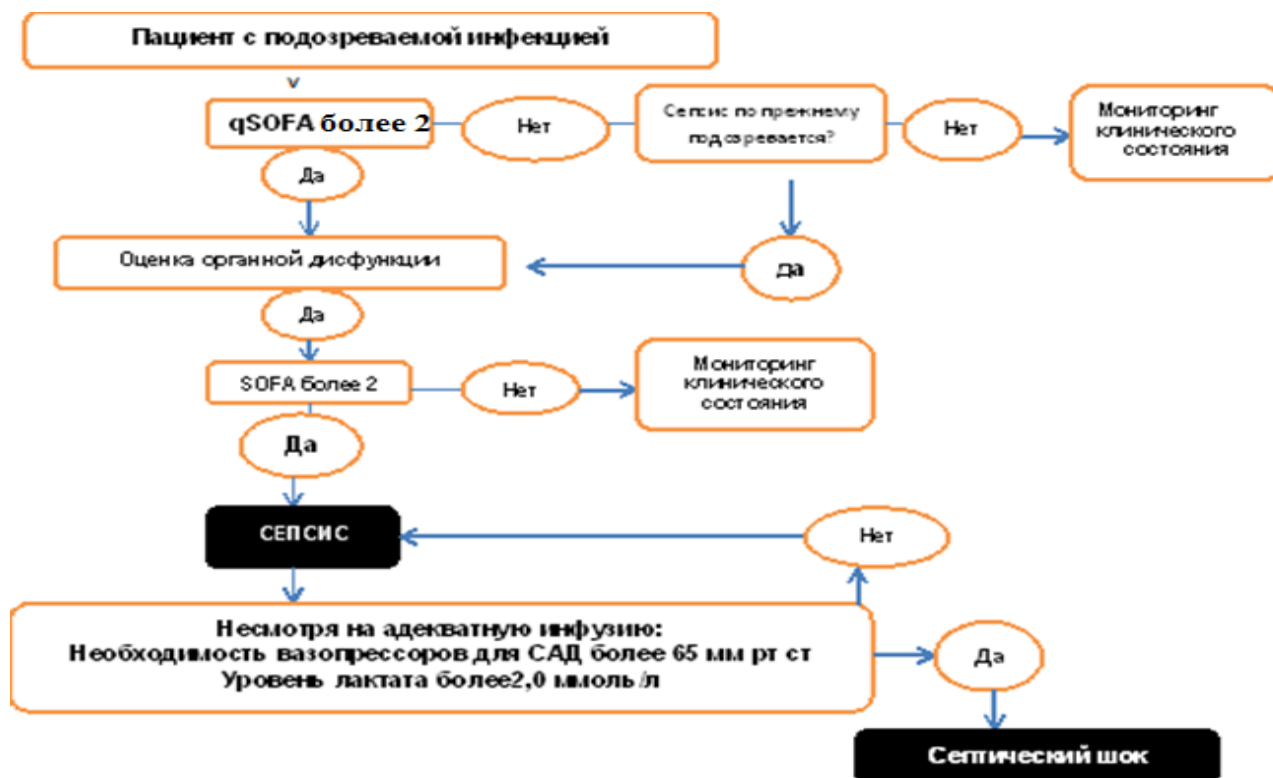 Пациент с подозреваемой инфекцией
v
qSOFA более 2
Нет
Сепсис по прежнему
подозревается?
Нет
Мониторинг
клинического
состояния
Да
Оценка органной дисфункции
да
Да
SOFA более 2
Нет
Мониторинг
клинического
состояния
Да
СЕПСИС
Нет
Несмотря на адекватную инфузию:
Необходимость вазопрессоров для САД более 65 мм рт ст
Уровень лактата более2,0 ммоль/л
Да
Септический шок